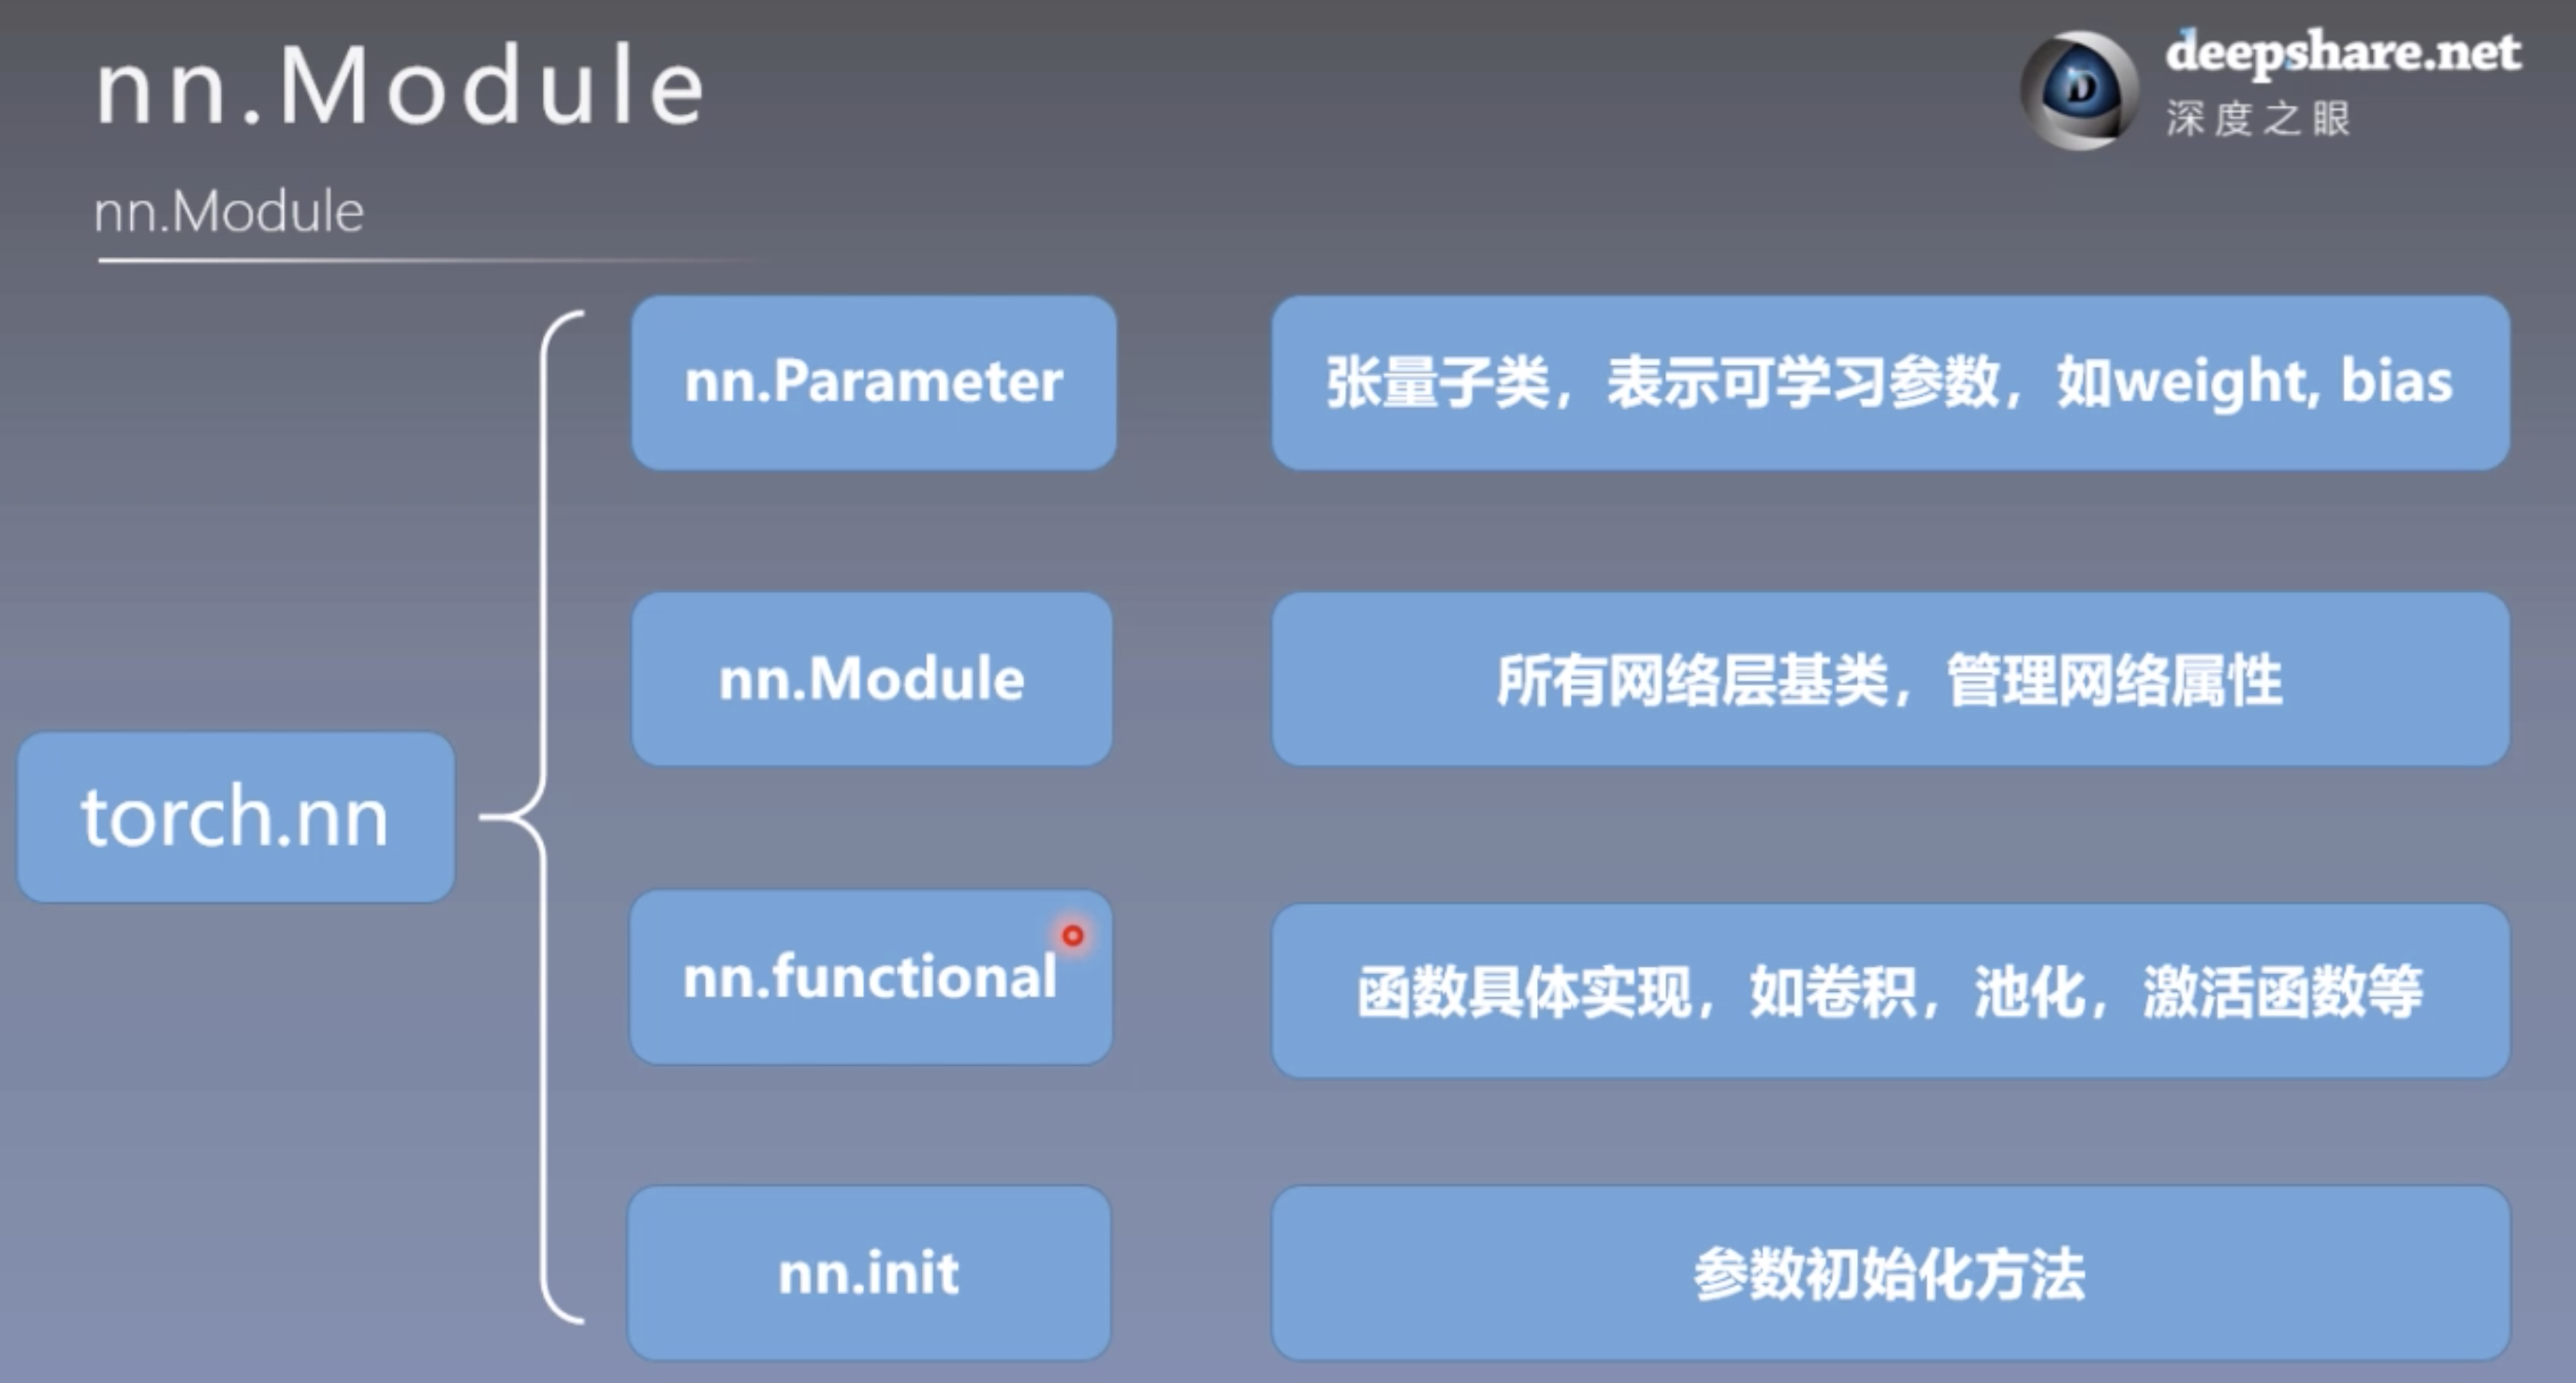 nn.Module
deepshare.net
深度之眼
nn.Module
torch.nn
nn.Parameter
张量子类，表示可学习参数，如weight, bias
nn.Module
所有网络层基类，管理网络属性
nn.functional
函数具体实现，如卷积，池化，激活函数等
nn.init
参数初始化方法